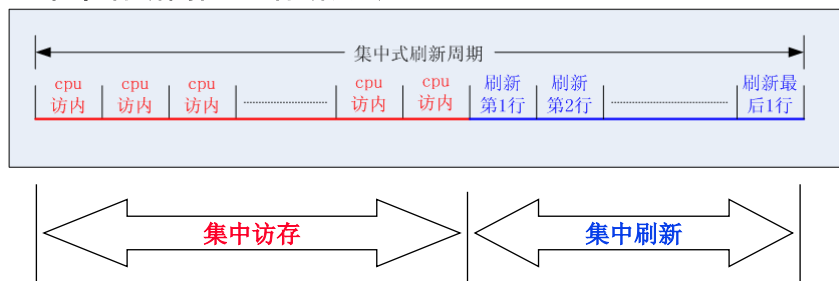 集中式刷新周期
cpu cpu cpu cpu cpu 刷新 刷新 刷新最
访内 访内 访内 访内 访内 第1行 第2行 后1行
集中访存 集中刷新